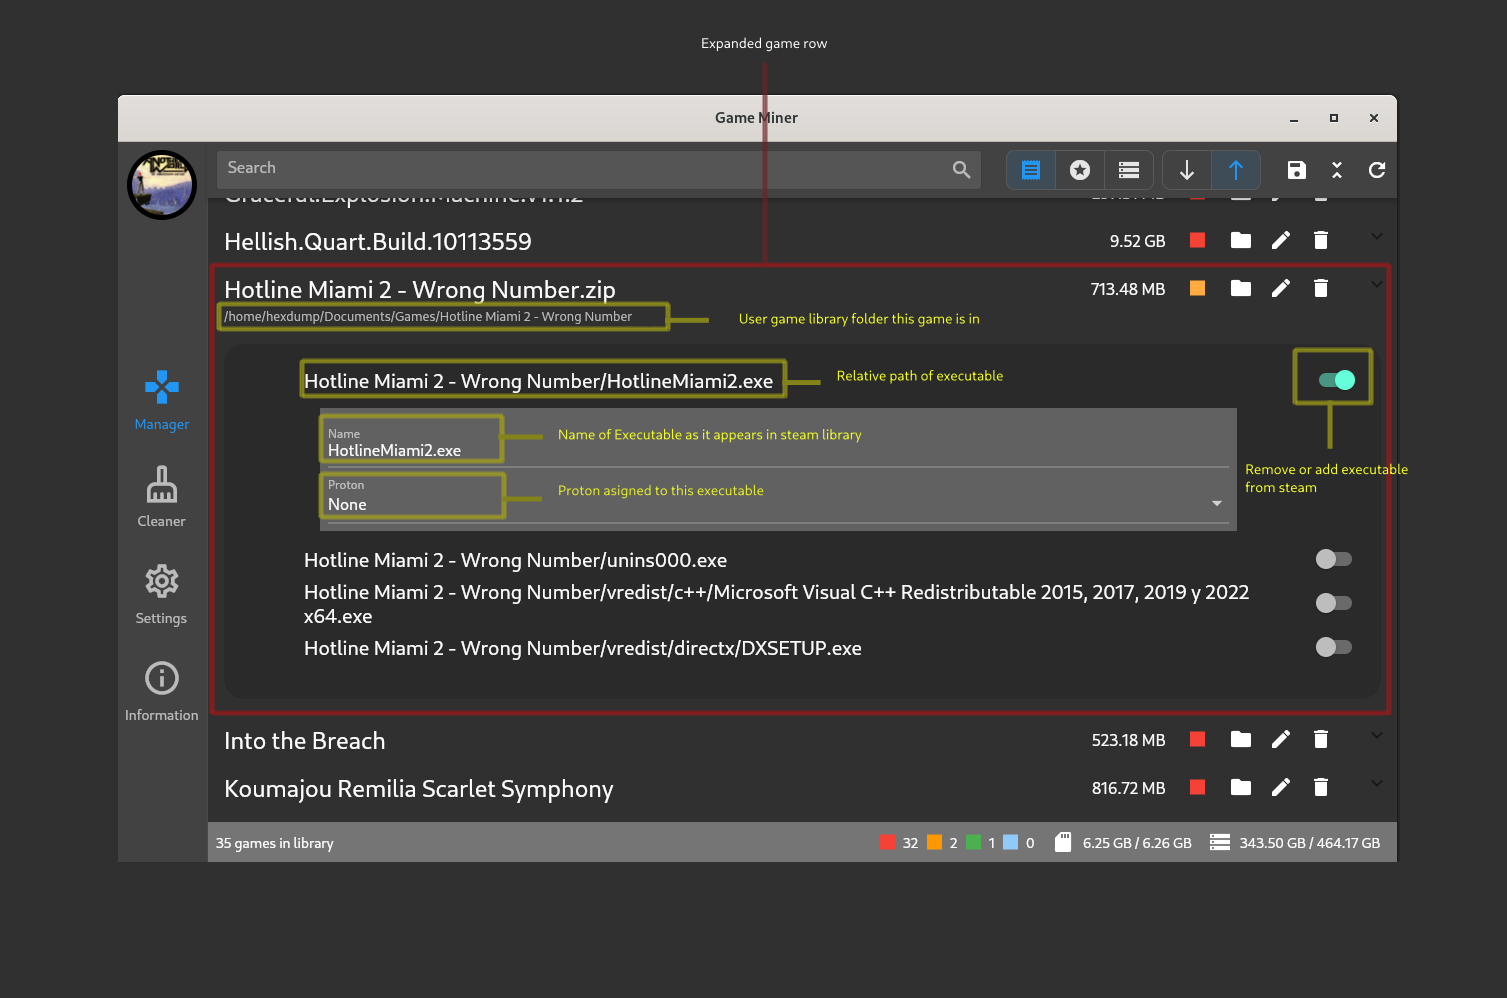 Expanded game row
Game Miner
Search
Graceful.Explosion.Machine.v1.1.2
Hellish.Quart.Build.10113559
9.52 GB
Hotline Miami 2 - Wrong Number.zip
713.48 MB
/home/hexdump/Documents/Games/Hotline Miami 2 - Wrong Number
User game library folder this game is in
Hotline Miami 2 - Wrong Number/HotlineMiami2.exe
Relative path of executable
Name
HotlineMiami2.exe
Name of Executable as it appears in steam library
Proton
None
Proton asigned to this executable
Remove or add executable
from steam
Hotline Miami 2 - Wrong Number/unins000.exe
Hotline Miami 2 - Wrong Number/vredist/c++/Microsoft Visual C++ Redistributable 2015, 2017, 2019 y 2022
x64.exe
Hotline Miami 2 - Wrong Number/vredist/directx/DXSETUP.exe
Manager
Cleaner
Settings
Information
Into the Breach
523.18 MB
Koumajou Remilia Scarlet Symphony
816.72 MB
35 games in library
32
2
1
0
6.25 GB / 6.26 GB
343.50 GB / 464.17 GB